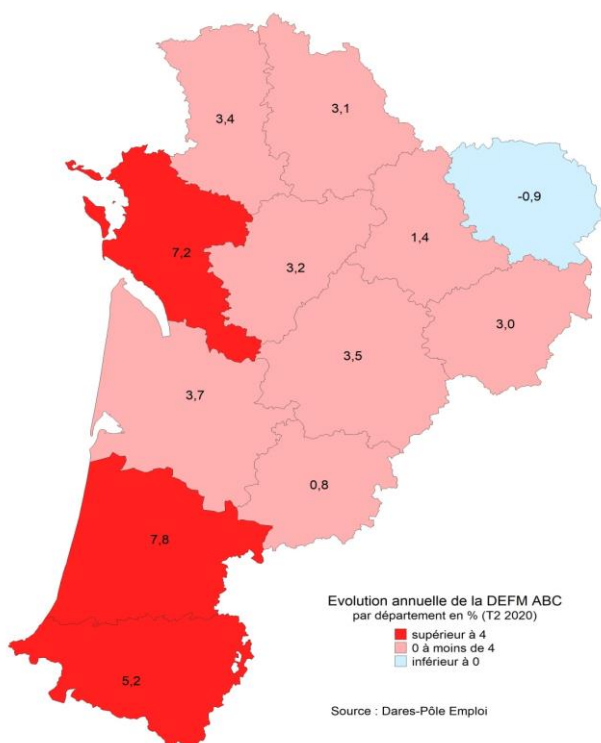 3,4
3,1
-0,9
7,2
1,4
3,2
3,0
3,5
3,7
0,8
7,8
5,2
Evolution annuelle de la DEFM ABC
par département en % (T2 2020)
supérieur à 4
0 à moins de 4
inférieur à 0
Source : Dares-Pôle Emploi